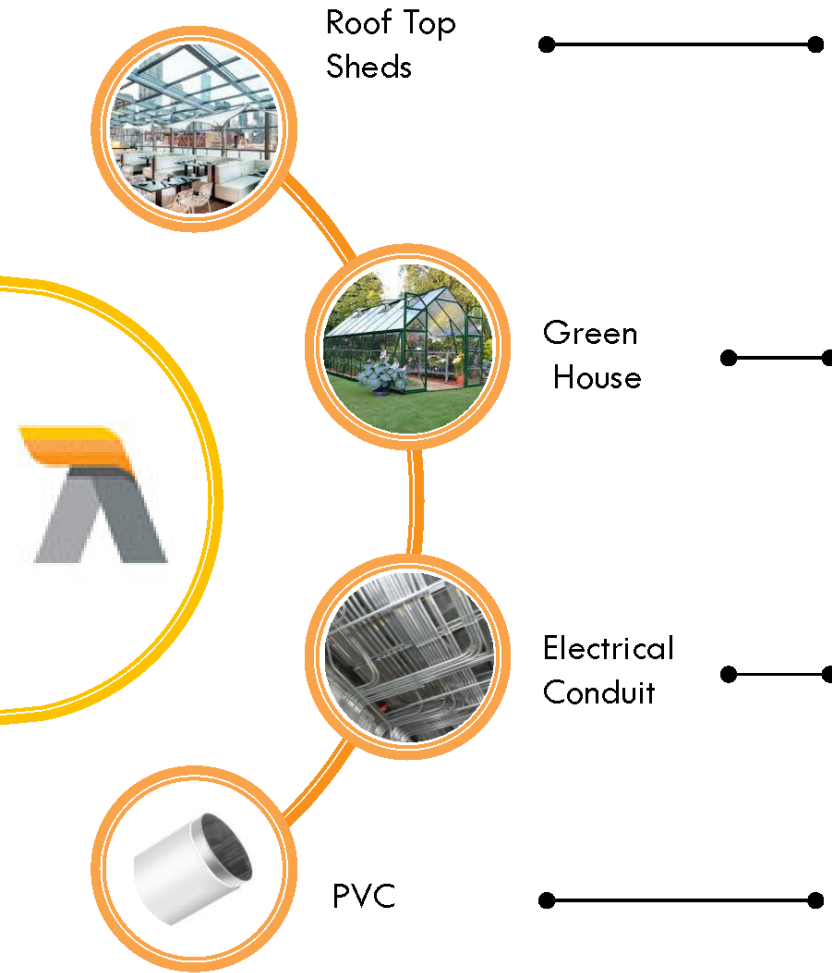 Roof Top
Sheds
Green
House
Electrical
Conduit
PVC